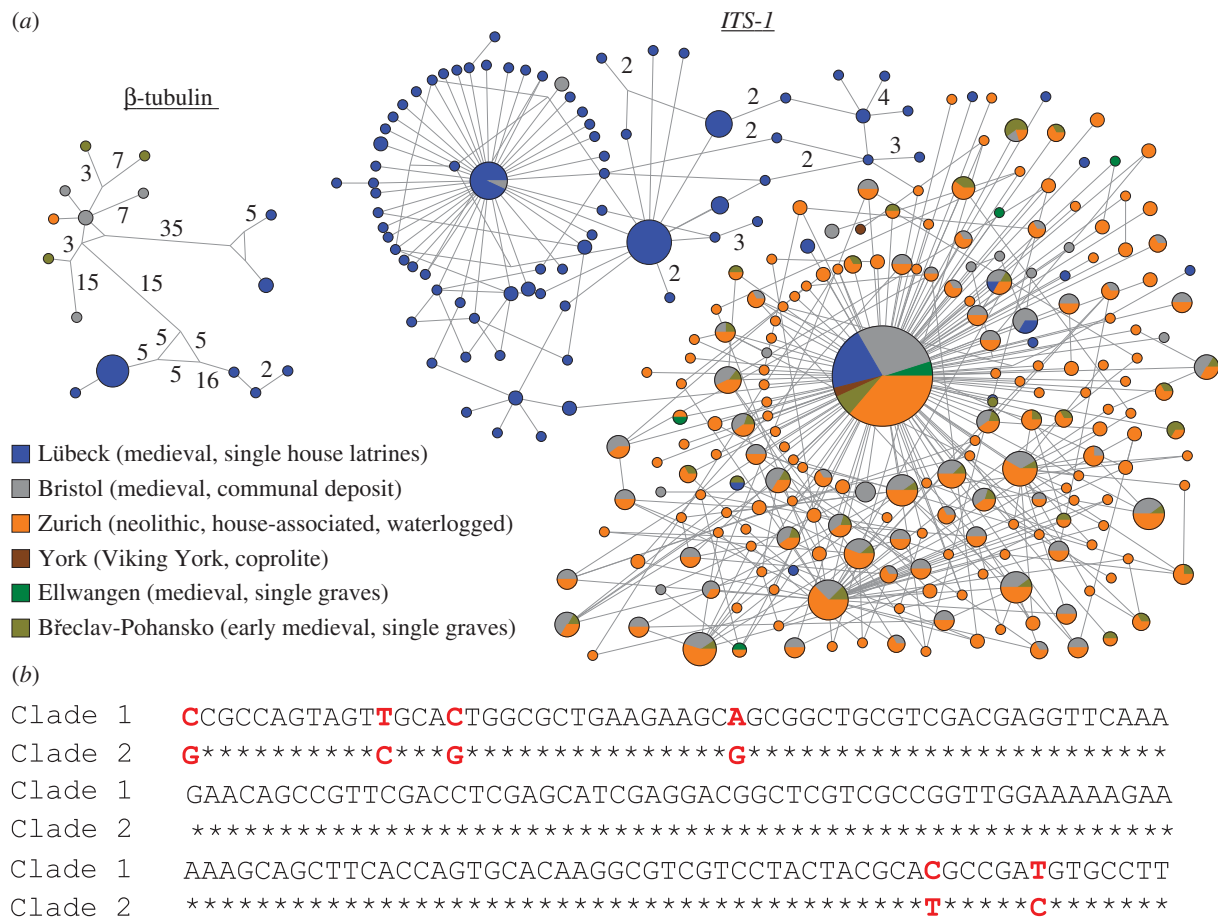 (a)
ITS-1
β-tubulin
3
7
7
3
35
5
15
15
5
5
5
5
16
2
2
2
4
2
3
2
3
2
Lübeck (medieval, single house latrines)
Bristol (medieval, communal deposit)
Zurich (neolithic, house-associated, waterlogged)
York (Viking York, coprolite)
Ellwangen (medieval, single graves)
Břeclav-Pohansko (early medieval, single graves)
(b)
Clade 1 CCGCCAGTAGTTGCACTGGCGCTGAAGAAGCAGCGGCTGCGTCGACGAGGTTCAAA
Clade 2 G**********C***G***************G************************
Clade 1 GAACAGCCGTTCGACCTCGAGCATCGAGGACGGCTCGTCGCCGGTTGGAAAAAGAA
Clade 2 ********************************************************
Clade 1 AAAGCAGCTTCACCAGTGCACAAGGCGTCGTCCTACTACGCACGCCGATGTGCCTT
Clade 2 ******************************************T*****C*******